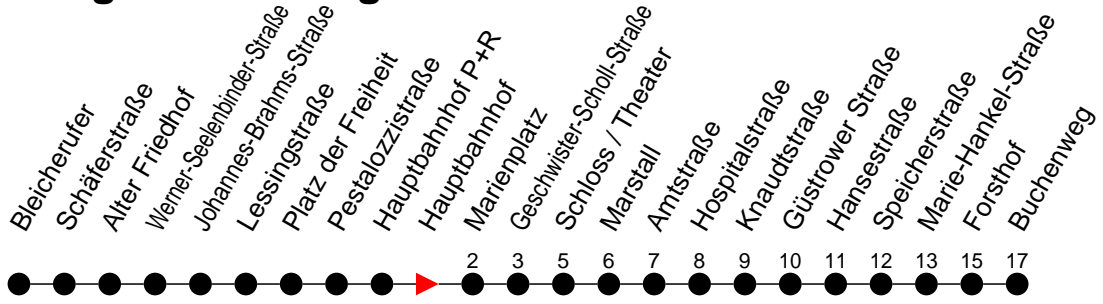 Bleicherufer
Schäferstraße
Alter Friedhof
Werner-Seelenbinder-Straße
Johannes-Brahms-Straße
Lessingstraße
Platz der Freiheit
Pestalozzistraße
Hauptbahnhof P+R
Hauptbahnhof
Marienplatz
Geschwister-Scholl-Straße
Schloss / Theater
Marstall
Amtstraße
Hospitalstraße
Knaudtstraße
Güstrower Straße
Hansestraße
Speicherstraße
Marie-Hankel-Straße
Forsthof
Buchenweg
2 3 5 6 7 8 9 10 11 12 13 15 17